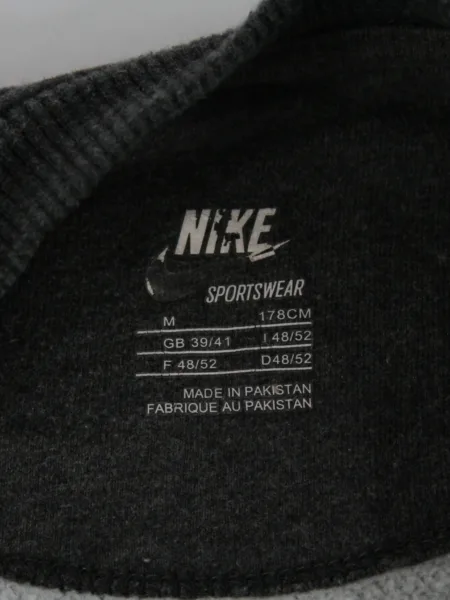 NIKE
SPORTSWEAR
M 178CM
GB 39/41 I 48/52
F 48/52 D48/52
MADE IN PAKISTAN
FABRIQUE AU PAKISTAN